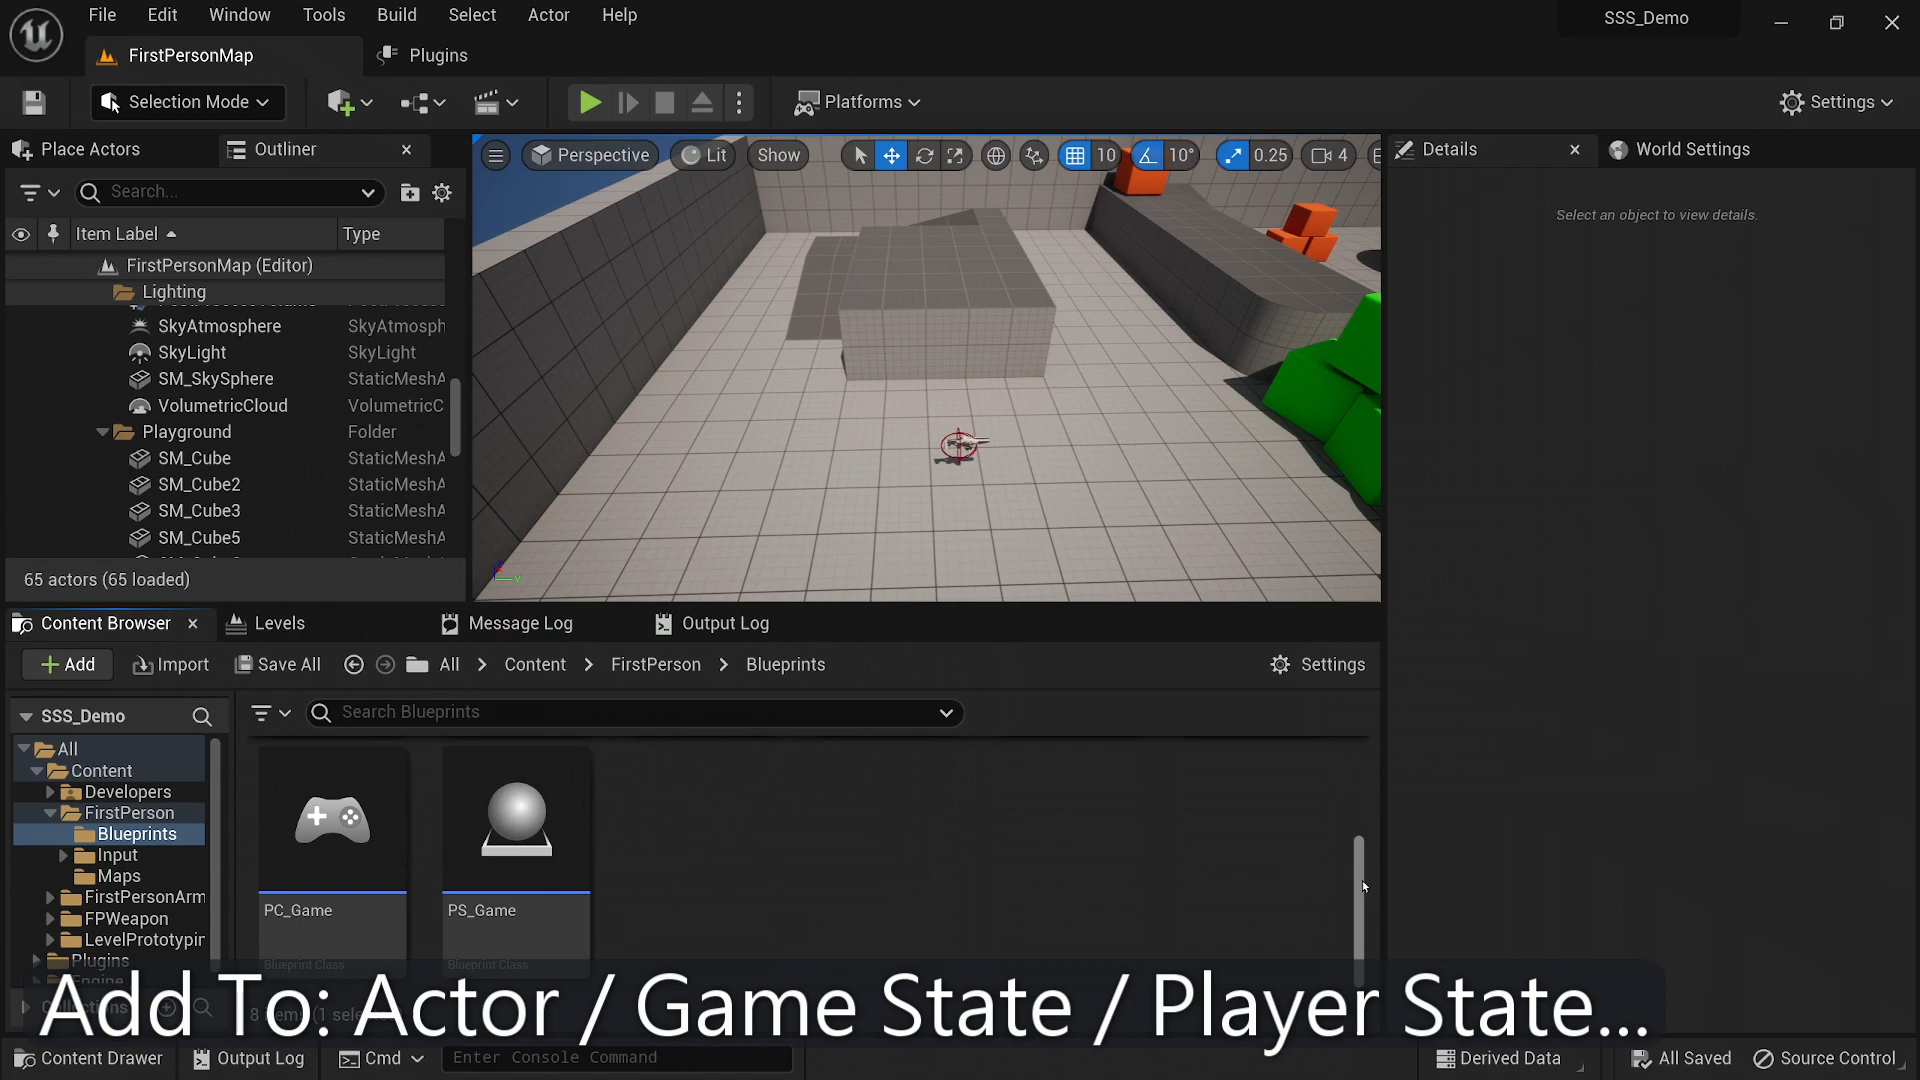 File Edit Window Tools Build Select Actor Help
SSS_Demo
FirstPersonMap
Plugins
Selection Mode
Platforms
Settings
Place Actors
Outliner
Search...
Item Label
Type
FirstPersonMap (Editor)
Lighting
SkyAtmosphere SkyAtmosph
SkyLight SkyLight
SM_SkySphere StaticMeshA
VolumetricCloud VolumetricC
Playground Folder
SM_Cube StaticMeshA
SM_Cube2 StaticMeshA
SM_Cube3 StaticMeshA
SM_Cube5 StaticMeshA
65 actors (65 loaded)
Perspective
Lit
Show
10
10°
0.25
4
Details
World Settings
Select an object to view details.
Content Browser
Levels
Message Log
Output Log
Add
Import
Save All
All > Content > FirstPerson > Blueprints
Settings
SSS_Demo
Search Blueprints
All
Content
Developers
FirstPerson
Blueprints
Input
Maps
FirstPersonArm
FPWeapon
LevelPrototypin
Plugins
Engine
Collections
PC_Game
Blueprint Class
PS_Game
Blueprint Class
Add To: Actor / Game State / Player State...
Content Drawer
Output Log
Cmd
Enter Console Command
Derived Data
All Saved
Source Control